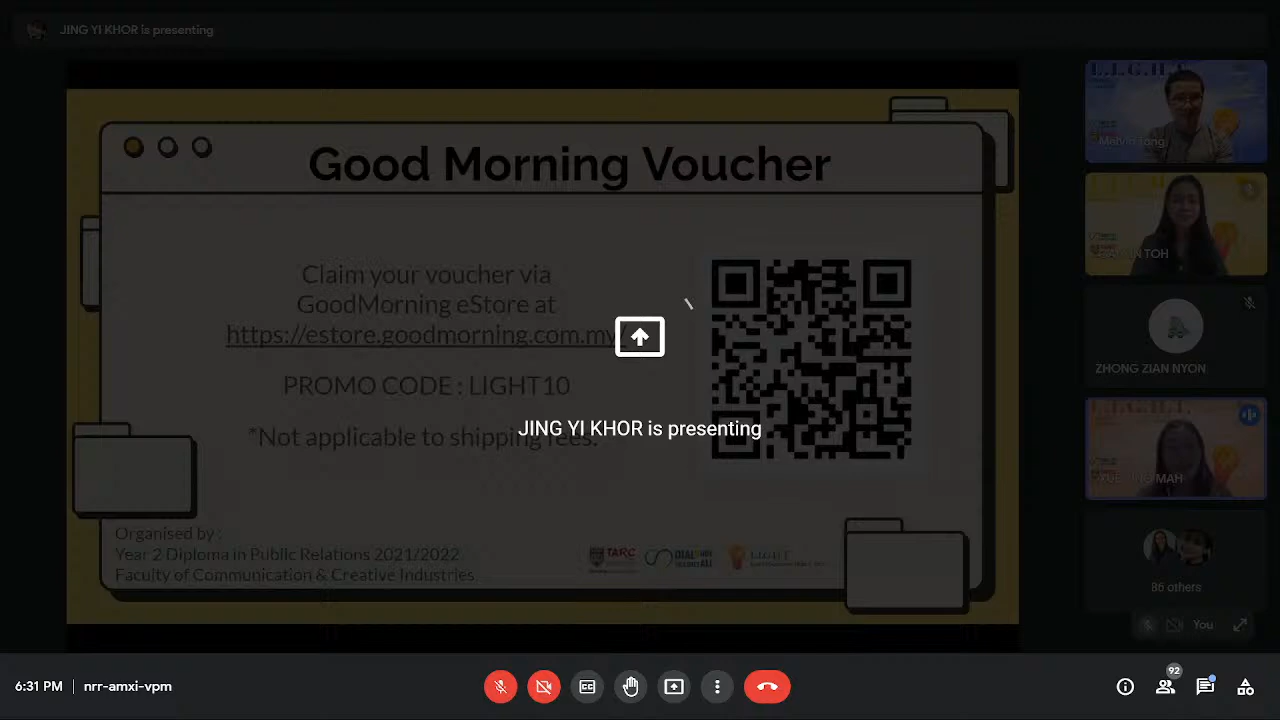 JING YI KHOR is presenting
Good Morning Voucher
Claim your voucher via
GoodMorning eStore at
https://estore.goodmorning.com.my/
PROMO CODE : LIGHT10
*Not applicable to shipping fees.
JING YI KHOR is presenting
Organised by :
Year 2 Diploma in Public Relations 2021/2022
Faculty of Communication & Creative Industries
TARC
L.I.G.H.T
L.I.G.H.T.
TOH
ZHONG ZIAN NYON
MAH
86 others
You
6:31 PM
nrr-amxi-vpm
92